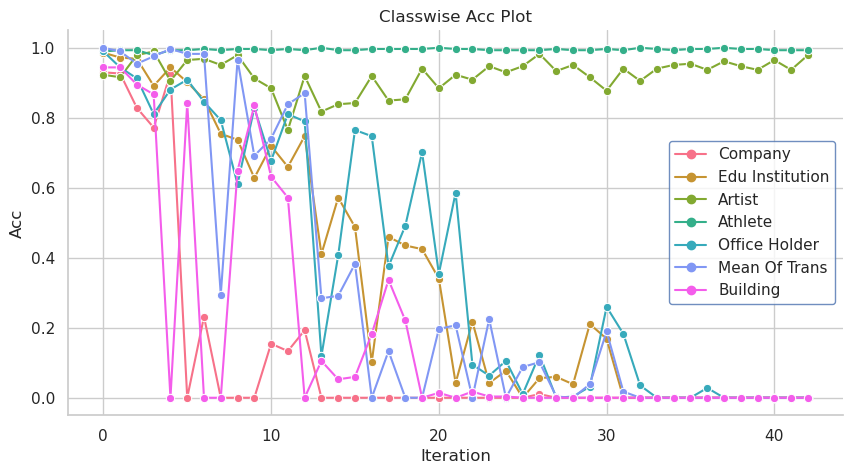 Classwise Acc Plot
1.0
0.8
0.6
0.4
0.2
0.0
Acc
0
10
20
30
40
Iteration
Company
Edu Institution
Artist
Athlete
Office Holder
Mean Of Trans
Building